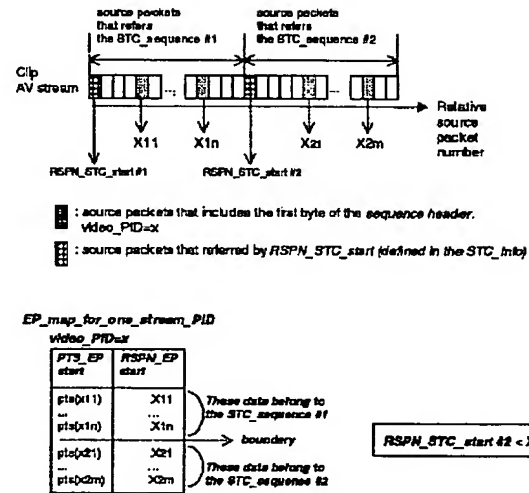 source packets
that refers
the STC_sequence #1
source packets
that refers
the STC_sequence #2
Clip
AV stream
...
...
Relative
source
packet
number
X11
X1n
X21
X2m
RSPN_STC_start #1
RSPN_STC_start #2
: source packets that includes the first byte of the sequence header.
video_PID=x
: source packets that referred by RSPN_STC_start (defined in the STC_Info)
EP_map_for_one_stream_PID
video_PID=x
PTS_EP
start
RSPN_EP
start
pts(x11)
X11
...
...
pts(x1n)
X1n
These data belong to
the STC_sequence #1
boundary
pts(x21)
X21
...
...
pts(x2m)
X2m
These data belong to
the STC_sequence #2
RSPN_STC_start #2 < X